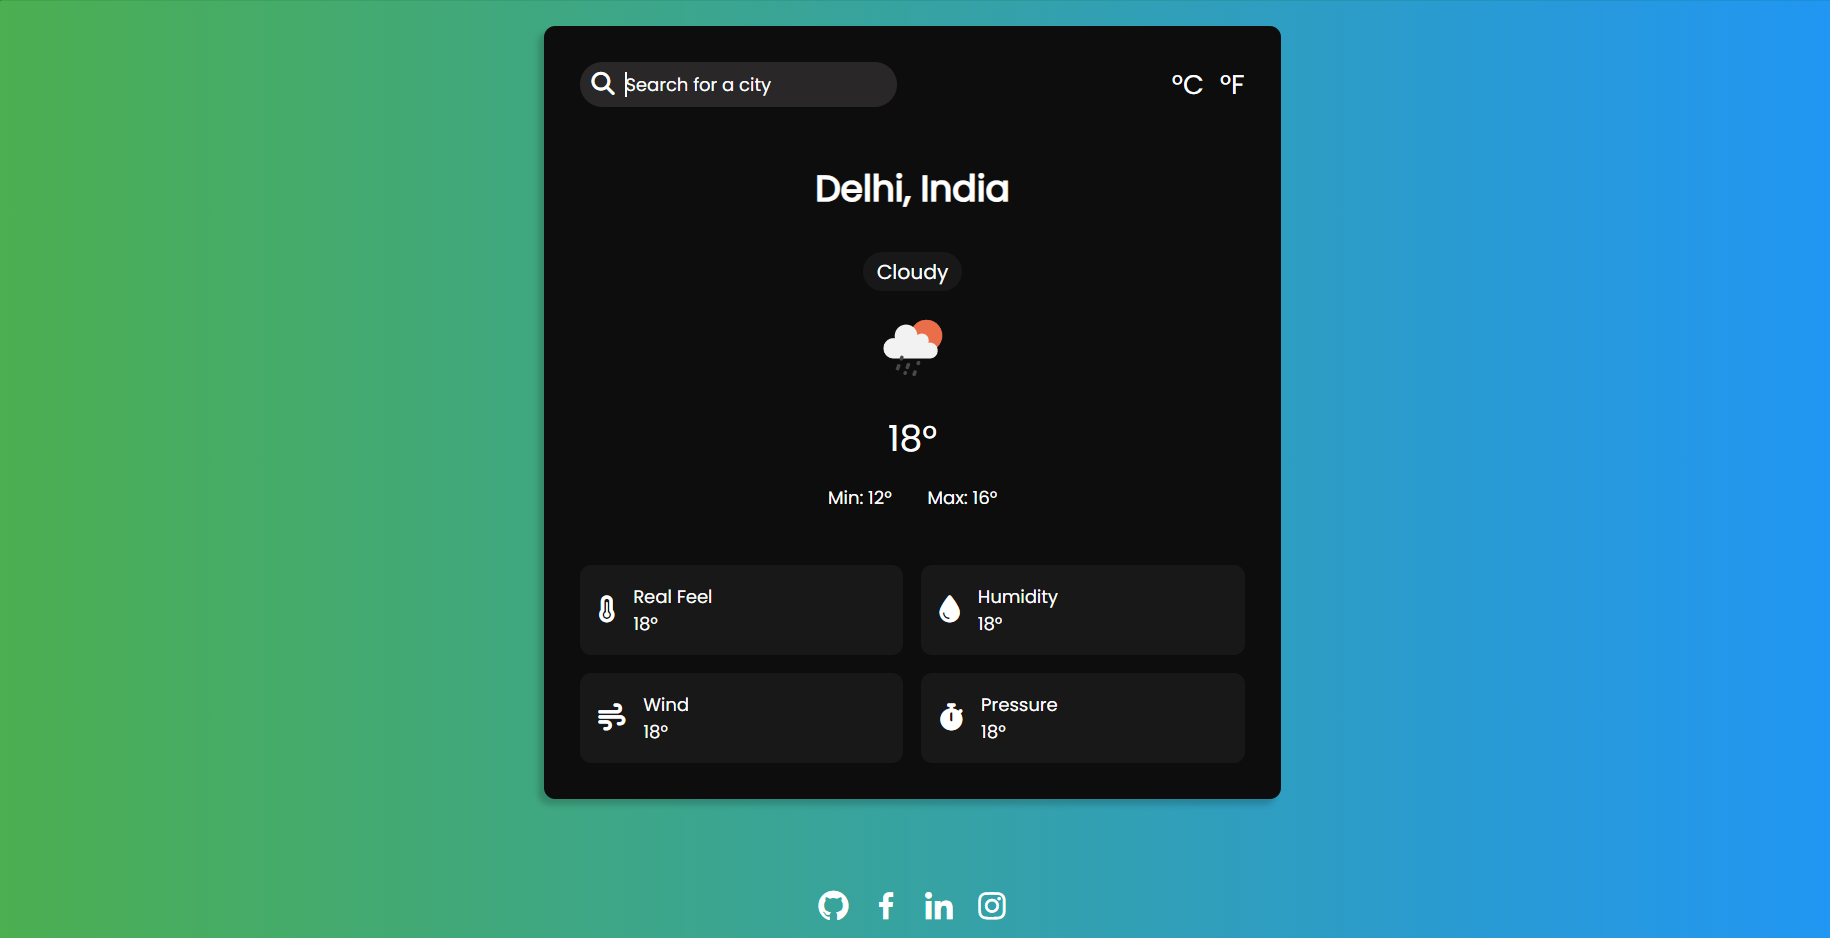 Search for a city
°C °F
Delhi, India
Cloudy
18°
Min: 12° Max: 16°
Real Feel
18°
Humidity
18°
Wind
18°
Pressure
18°